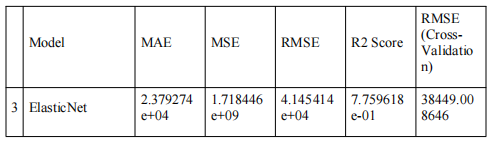 Model MAE MSE RMSE R2 Score RMSE
(Cross-
Validatio
n)
3 ElasticNet 2.379274 1.718446 4.145414 7.759618 38449.00
e+04 e+09 e+04 e-01 8646